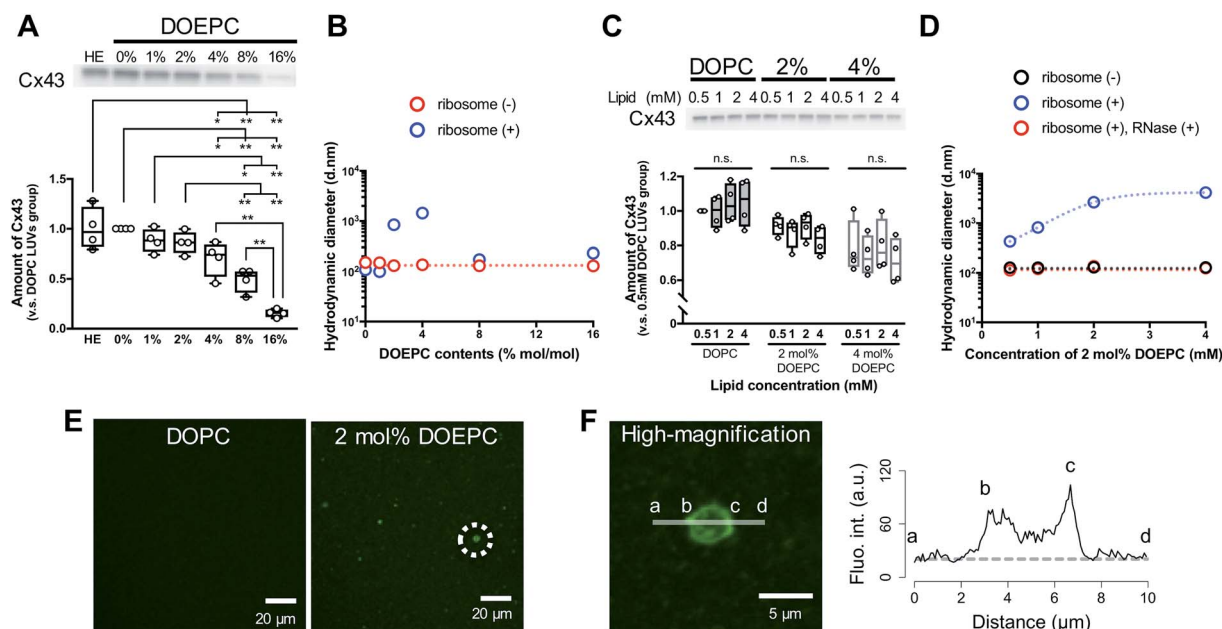 A
DOEPC
HE 0% 1% 2% 4% 8% 16%
Cx43
* ** **
* ** **
* **
** **
**
**
Amount of Cx43
(v.s. DOPC LUVs group)
1.5
1.0
0.5
0.0
HE 0% 1% 2% 4% 8% 16%
B
ribosome (-)
ribosome (+)
Hydrodynamic diameter (d.nm)
10⁴
10³
10²
10¹
0 4 8 12 16
DOEPC contents (% mol/mol)
C
DOPC 2% 4%
Lipid (mM) 0.5 1 2 4 0.5 1 2 4 0.5 1 2 4
Cx43
n.s. n.s. n.s.
Amount of Cx43
(v.s. 0.5mM DOPC LUVs group)
1.2
1.0
0.8
0.6
0
0.5 1 2 4 0.5 1 2 4 0.5 1 2 4
DOPC 2 mol% DOEPC 4 mol% DOEPC
Lipid concentration (mM)
D
ribosome (-)
ribosome (+)
ribosome (+), RNase (+)
Hydrodynamic diameter (d.nm)
10⁴
10³
10²
10¹
0 1 2 3 4
Concentration of 2 mol% DOEPC (mM)
E
DOPC
20 µm
2 mol% DOEPC
20 µm
F
High-magnification
a b c d
5 µm
Fluo. int. (a.u.)
120
60
0
a b c d
0 2 4 6 8 10
Distance (µm)